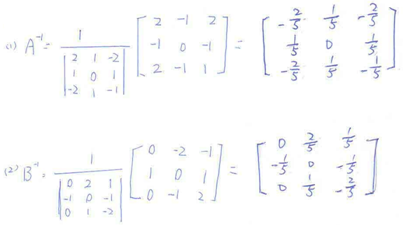 (1) A⁻¹ = 1 / |2 1 -2; 1 0 1; -2 1 -1| [2 -1 2; -1 0 -1; 2 -1 1] = [-2/5 1/5 -2/5; 1/5 0 1/5; -2/5 1/5 -1/5]
(2) B⁻¹ = 1 / |0 2 1; -1 0 -1; 0 1 -2| [0 -2 -1; 1 0 1; 0 -1 2] = [0 2/5 1/5; -1/5 0 -1/5; 0 1/5 -2/5]